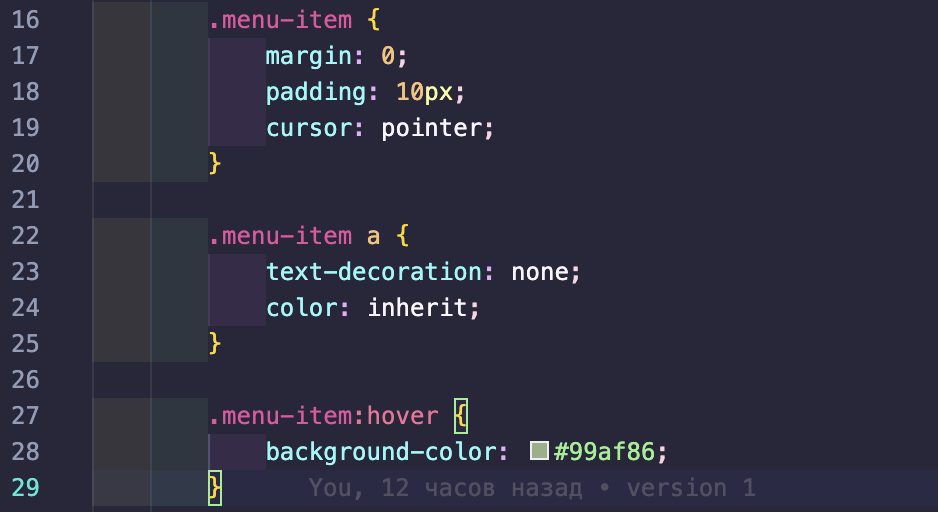 16 .menu-item {
17 margin: 0;
18 padding: 10px;
19 cursor: pointer;
20 }
21
22 .menu-item a {
23 text-decoration: none;
24 color: inherit;
25 }
26
27 .menu-item:hover {
28 background-color: #99af86;
29 } You, 12 часов назад • version 1